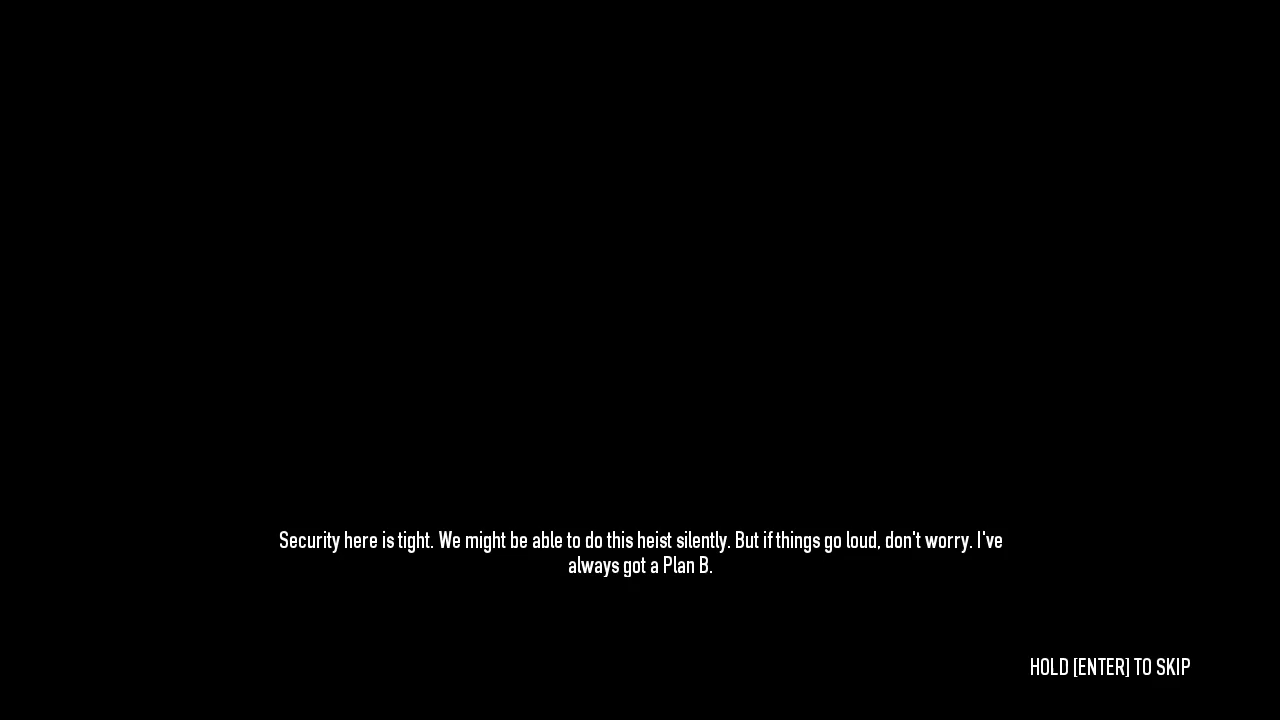 Security here is tight. We might be able to do this heist silently. But if things go loud, don't worry. I've
always got a Plan B.
HOLD [ENTER] TO SKIP